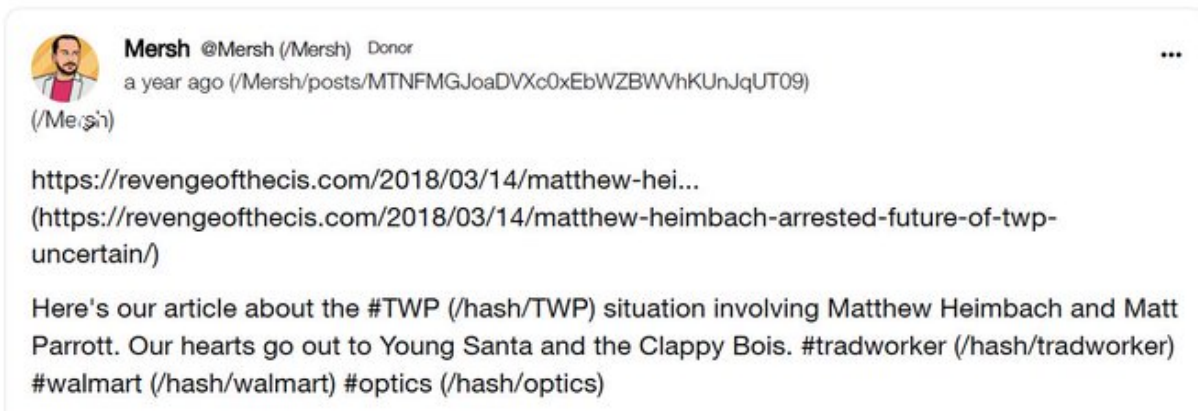 Mersh @Mersh (/Mersh) Donor
a year ago (/Mersh/posts/MTNFMGJoaDVXc0xEbWZBWVhKUnJqUT09)
(/Mersh)
https://revengeofthecis.com/2018/03/14/matthew-hei...
(https://revengeofthecis.com/2018/03/14/matthew-heimbach-arrested-future-of-twp-
uncertain/)
Here's our article about the #TWP (/hash/TWP) situation involving Matthew Heimbach and Matt
Parrott. Our hearts go out to Young Santa and the Clappy Bois. #tradworker (/hash/tradworker)
#walmart (/hash/walmart) #optics (/hash/optics)